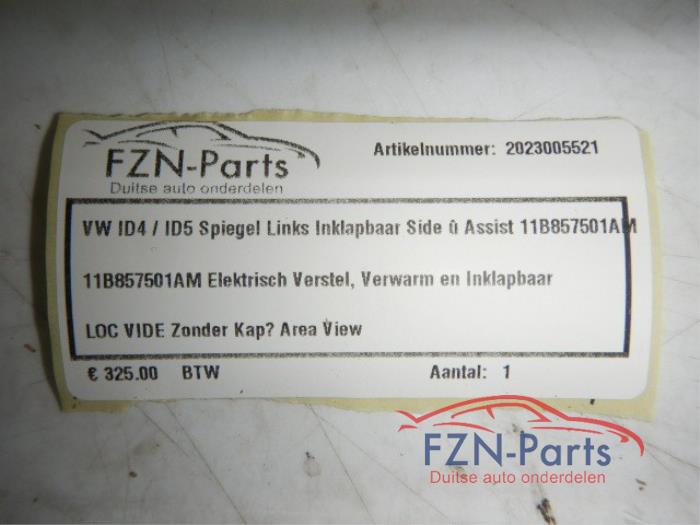 FZN-Parts
Duitse auto onderdelen
Artikelnummer: 2023005521
VW ID4 / ID5 Spiegel Links Inklapbaar Side û Assist 11B857501AM
11B857501AM Elektrisch Verstel, Verwarm en Inklapbaar
LOC VIDE Zonder Kap? Area View
€ 325.00 BTW Aantal: 1
FZN-Parts
Duitse auto onderdelen